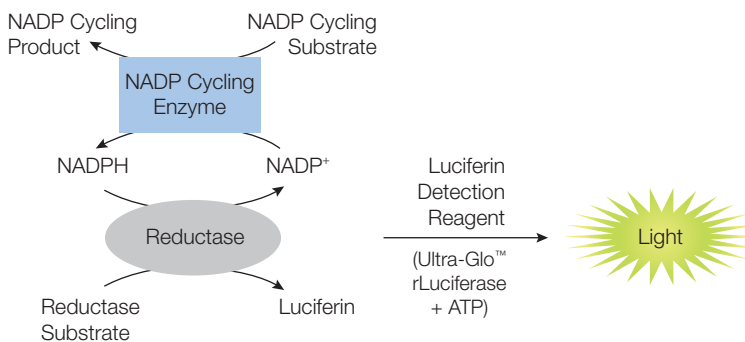 NADP Cycling
Product
NADP Cycling
Substrate
NADP Cycling
Enzyme
NADPH
NADP⁺
Reductase
Reductase
Substrate
Luciferin
Luciferin
Detection
Reagent
(Ultra-Glo™
rLuciferase
+ ATP)
Light